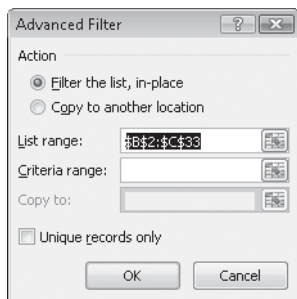 Advanced Filter
Action
Filter the list, in-place
Copy to another location
List range: $B$2:$C$33
Criteria range:
Copy to:
Unique records only
OK Cancel